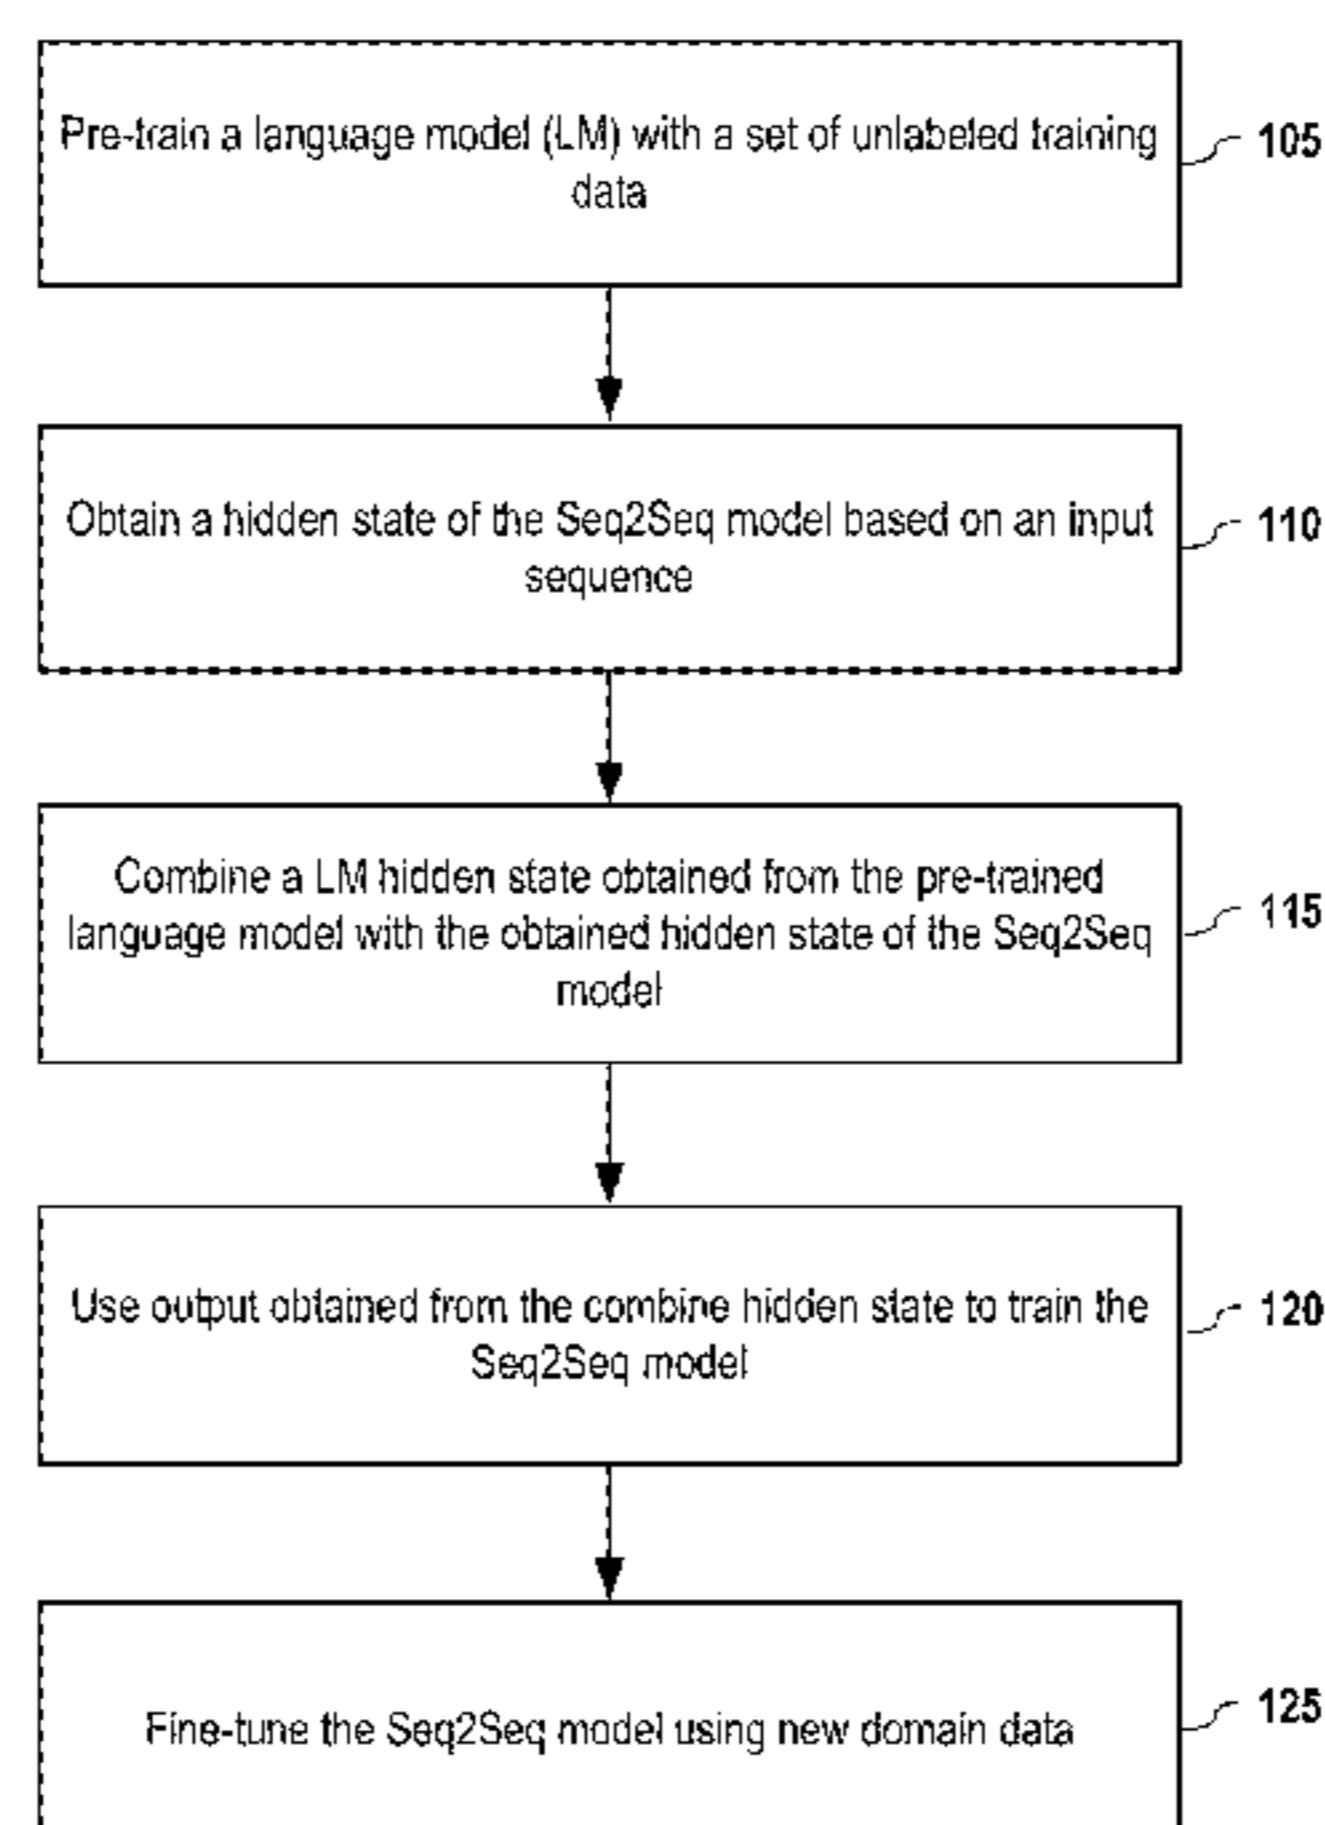 Pre-train a language model (LM) with a set of unlabeled training
data
105
Obtain a hidden state of the Seq2Seq model based on an input
sequence
110
Combine a LM hidden state obtained from the pre-trained
language model with the obtained hidden state of the Seq2Seq
model
115
Use output obtained from the combine hidden state to train the
Seq2Seq model
120
Fine-tune the Seq2Seq model using new domain data
125